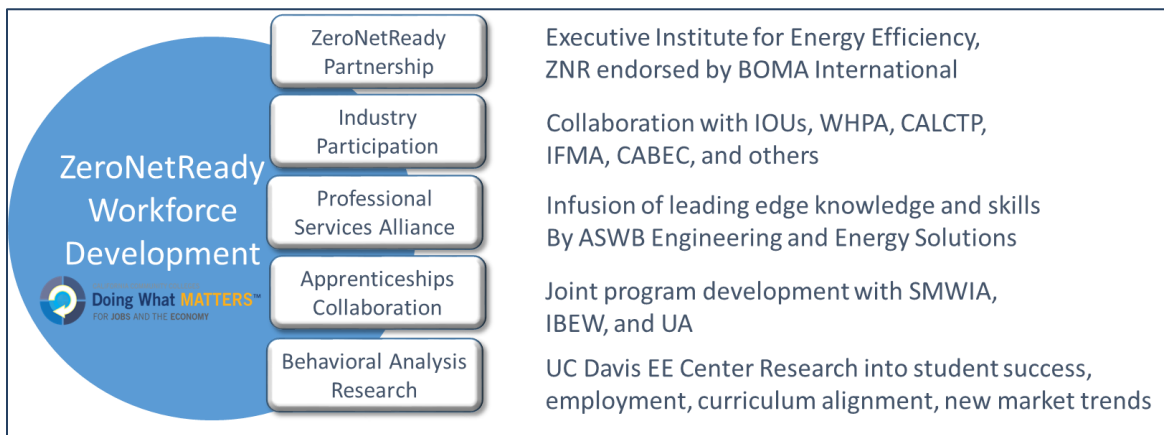 ZeroNetReady
Workforce
Development
Doing What MATTERS™
FOR JOBS AND THE ECONOMY
ZeroNetReady
Partnership
Executive Institute for Energy Efficiency,
ZNR endorsed by BOMA International
Industry
Participation
Collaboration with IOUs, WHPA, CALCTP,
IFMA, CABEC, and others
Professional
Services Alliance
Infusion of leading edge knowledge and skills
By ASWB Engineering and Energy Solutions
Apprenticeships
Collaboration
Joint program development with SMWIA,
IBEW, and UA
Behavioral Analysis
Research
UC Davis EE Center Research into student success,
employment, curriculum alignment, new market trends